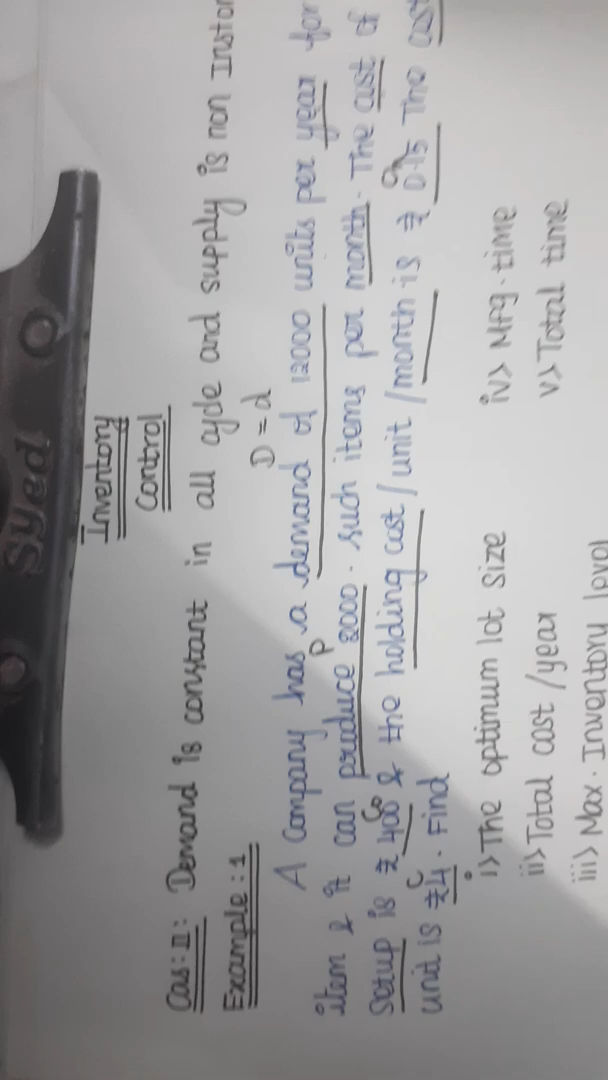 Syed
Inventory
Control
Cas:II: Demand is constant in all cycle and supply is non
D = d
Example:1
A Company has a demand of 12000 units per year for
P
item & it can produce 2000 such items per month. The cost of
Setup is ₹ 400 & the holding cost/unit/month is ₹ 0.15 The
Co Ch
C
unit is ₹4. Find
i> The optimum lot size iv> Mfg. time
ii> Total cost /year v> Total time
iii> Max. Inventory level